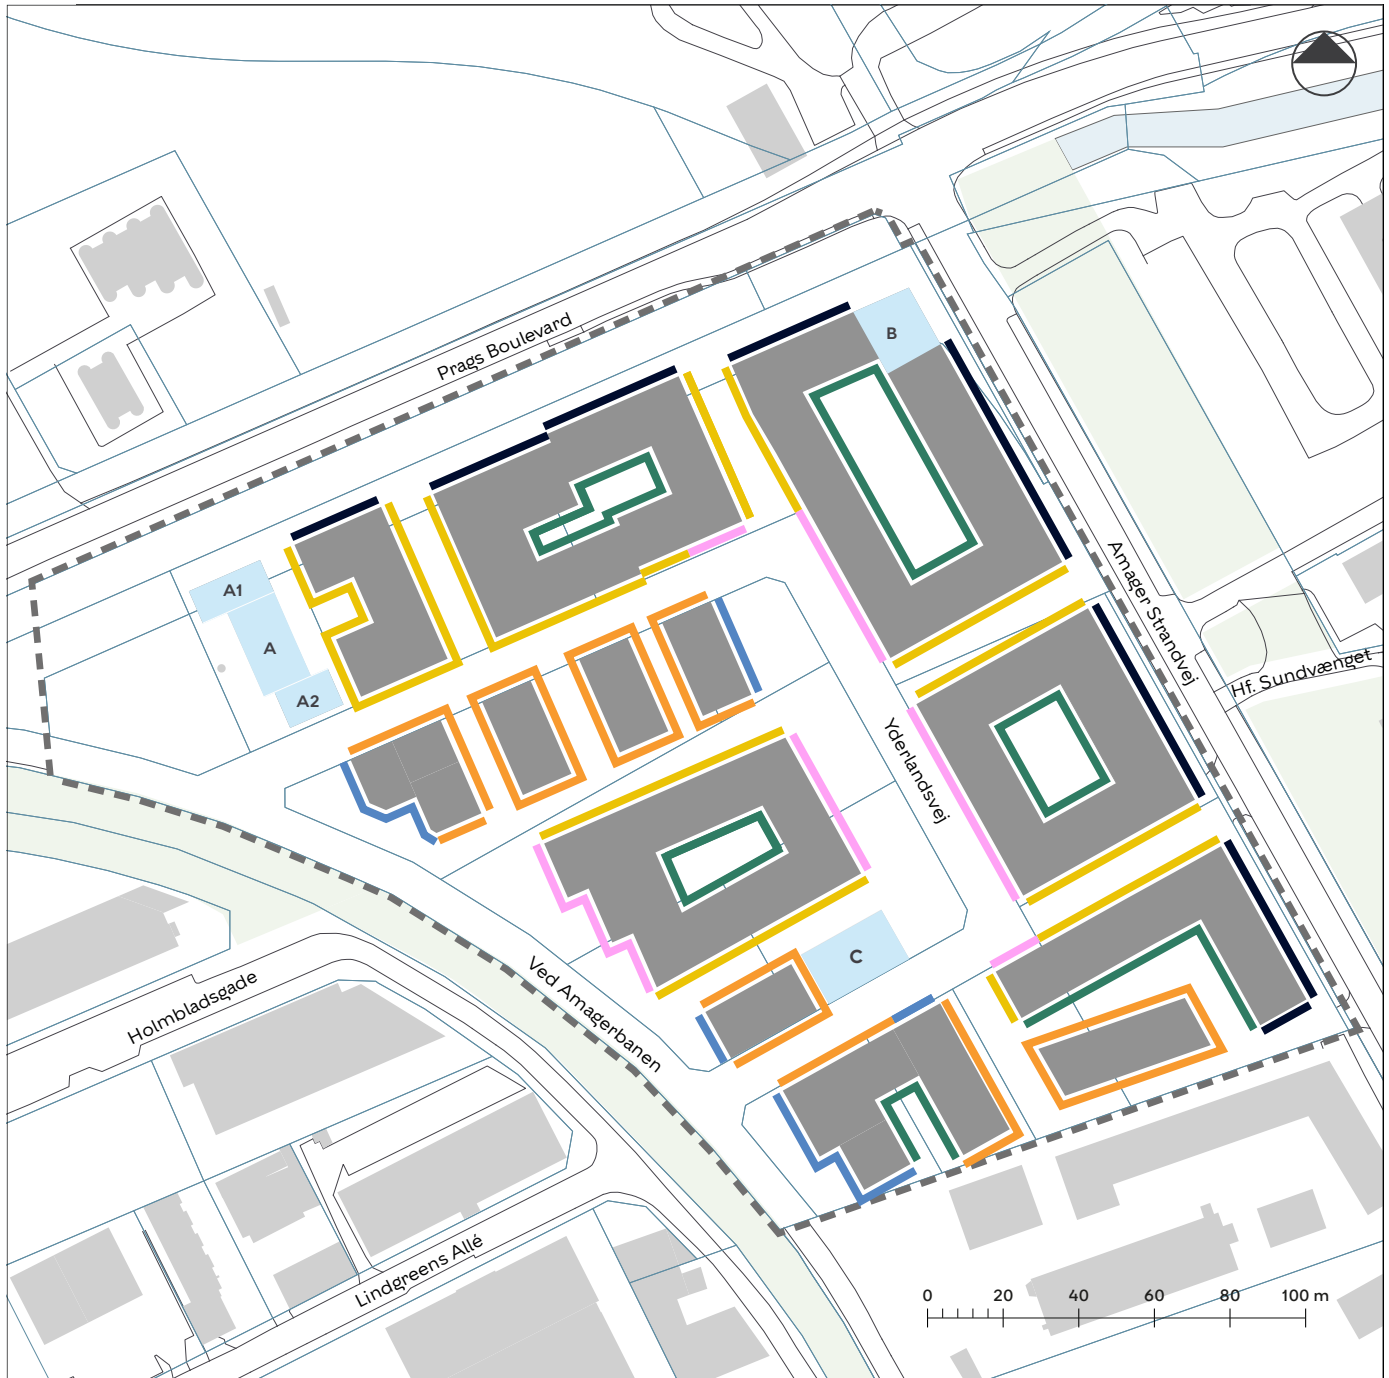 Prags Boulevard
B
A1
A
A2
Amager Strandvej
Hf. Sundvænget
Yderlandsvej
C
Ved Amagerbanen
Holmbladsgade
Lindgreens Allé
0 20 40 60 80 100 m